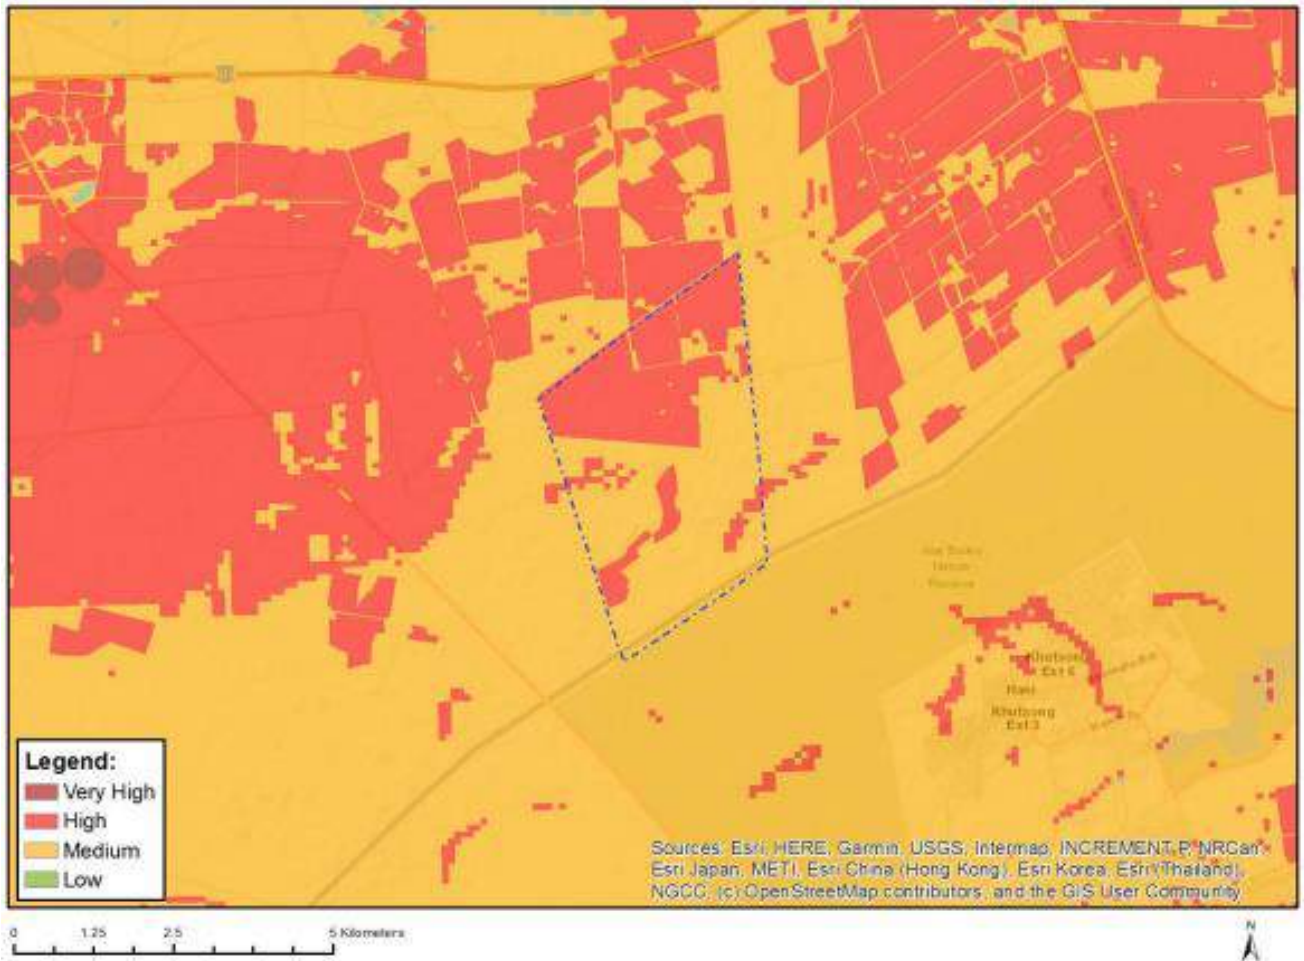 Khutsong
Ext 6
Khutsong
Ext 3
Legend:
Very High
High
Medium
Low
Sources: Esri, HERE, Garmin, USGS, Intermap, INCREMENT P, NRCan,
Esri Japan, METI, Esri China (Hong Kong), Esri Korea, Esri (Thailand),
NGCC, (c) OpenStreetMap contributors, and the GIS User Community
0 1.25 2.5 5 Kilometers
N